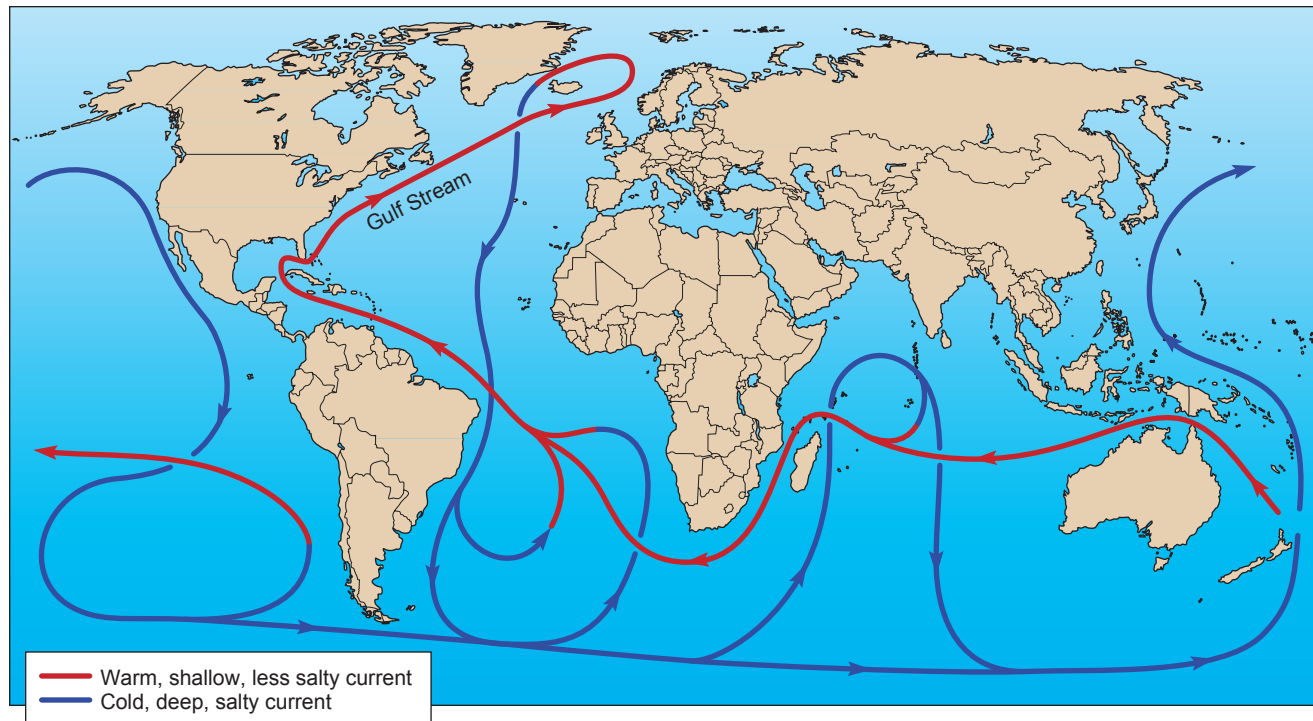 Gulf Stream
Warm, shallow, less salty current
Cold, deep, salty current